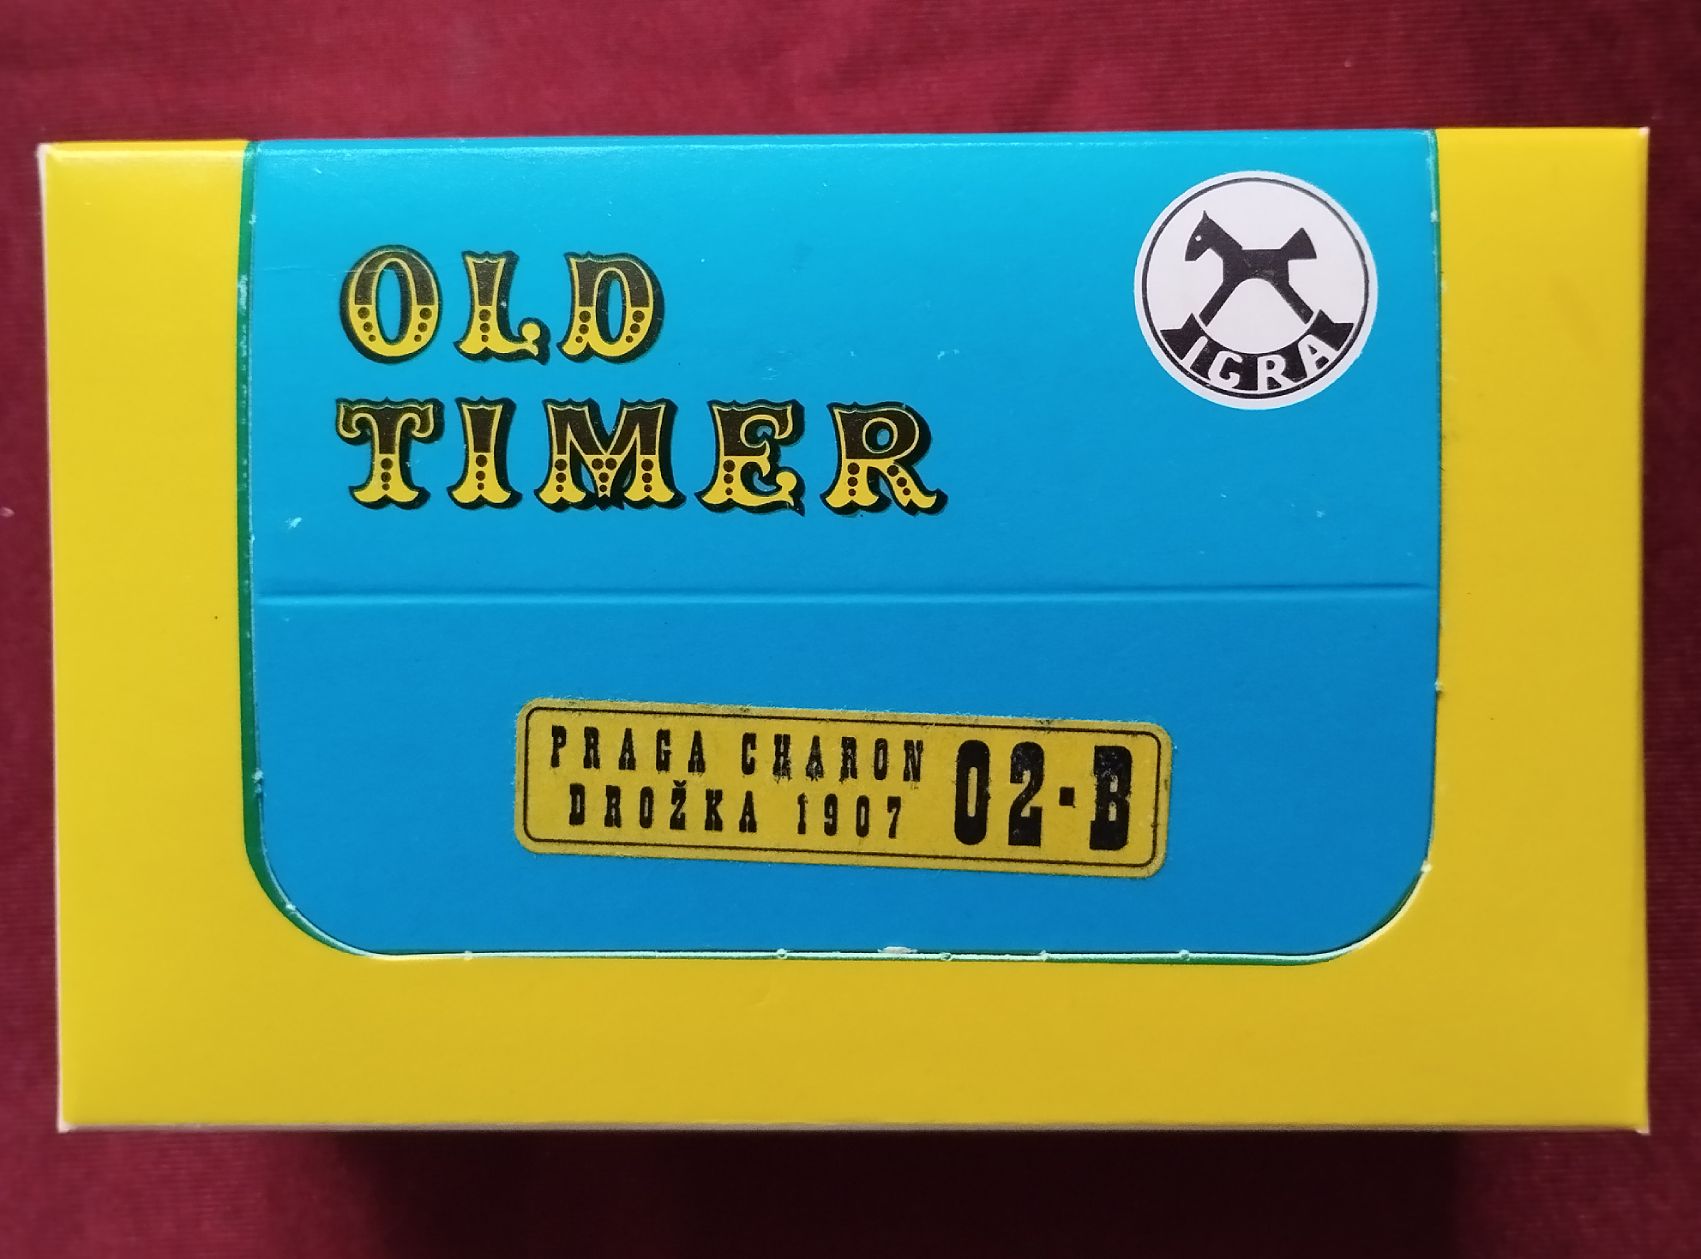 OLD
TIMER
IGRA
PRAGA CHARON
DROŽKA 1907
02-B